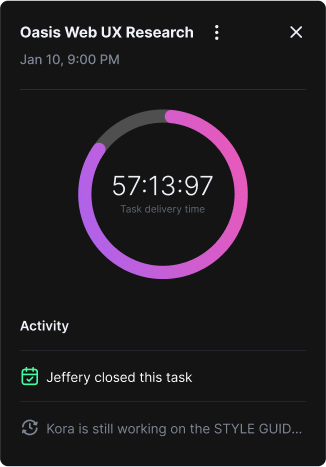 Oasis Web UX Research
Jan 10, 9:00 PM
57:13:97
Task delivery time
Activity
Jeffery closed this task
Kora is still working on the STYLE GUID...